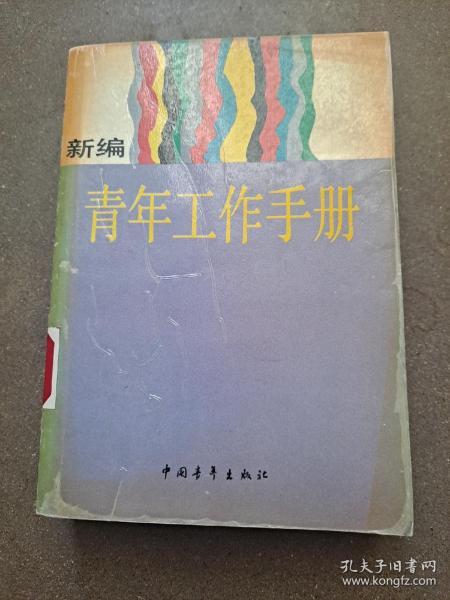 新编
青年工作手册
中国青年出版社
孔夫子旧书网
www.kongfz.com